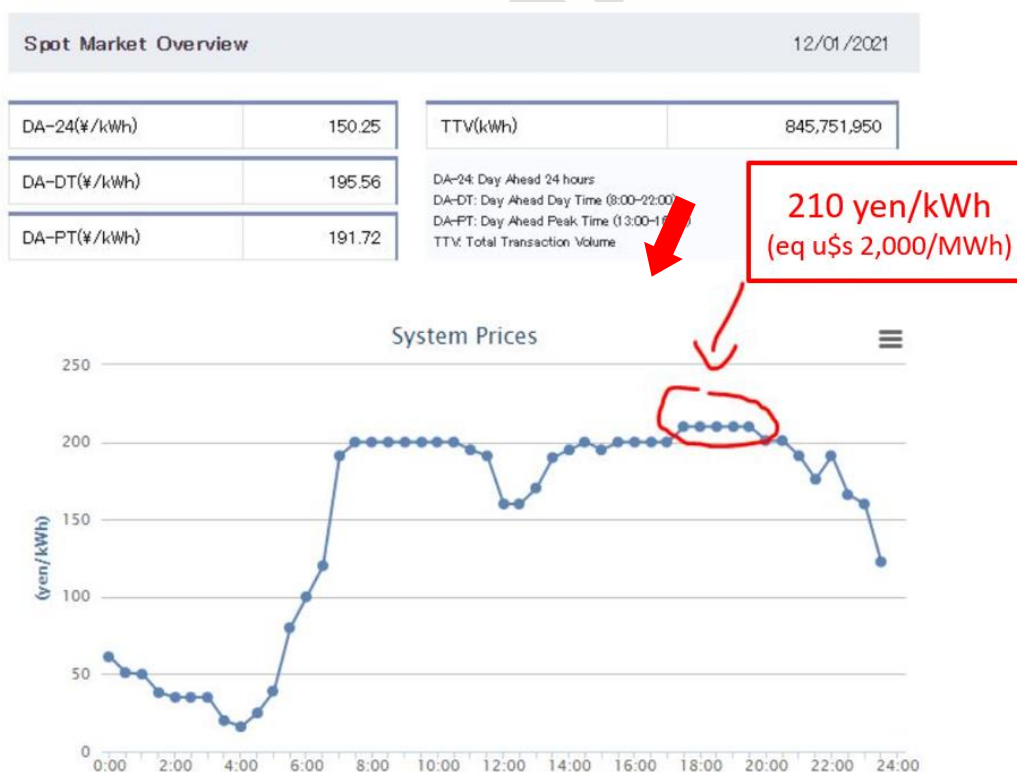 Spot Market Overview 12/01/2021
DA-24(¥/kWh) 150.25 TTV(kWh) 845,751,950
DA-DT(¥/kWh) 195.56
DA-PT(¥/kWh) 191.72
DA-24: Day Ahead 24 hours
DA-DT: Day Ahead Day Time (8:00-22:00)
DA-PT: Day Ahead Peak Time
TTV: Total Transaction Volume
210 yen/kWh
(eq u$s 2,000/MWh)
System Prices
(yen/kWh)
250
200
150
100
50
0
0:00 2:00 4:00 6:00 8:00 10:00 12:00 14:00 16:00 18:00 20:00 22:00 24:00